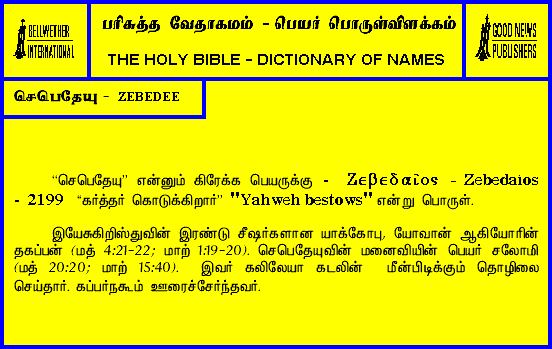 BELLWETHER
INTERNATIONAL
பரிசுத்த வேதாகமம் - பெயர் பொருள்விளக்கம்
THE HOLY BIBLE - DICTIONARY OF NAMES
GOOD NEWS
PUBLISHERS
செபெதேயு - ZEBEDEE
“செபெதேயு” என்னும் கிரேக்க பெயருக்கு - Ζεβεδαῖος - Zebedaios
- 2199 “கர்த்தர் கொடுக்கிறார்” "Yahweh bestows" என்று பொருள்.
இயேசுகிறிஸ்துவின் இரண்டு சீஷர்களான யாக்கோபு, யோவான் ஆகியோரின்
தகப்பன் (மத் 4:21-22; மாற் 1:19-20). செபெதேயுவின் மனைவியின் பெயர் சலோமி
(மத் 20:20; மாற் 15:40). இவர் கலிலேயா கடலின் மீன்பிடிக்கும் தொழிலை
செய்தார். கப்பர்நகூம் ஊரைச்சேர்ந்தவர்.